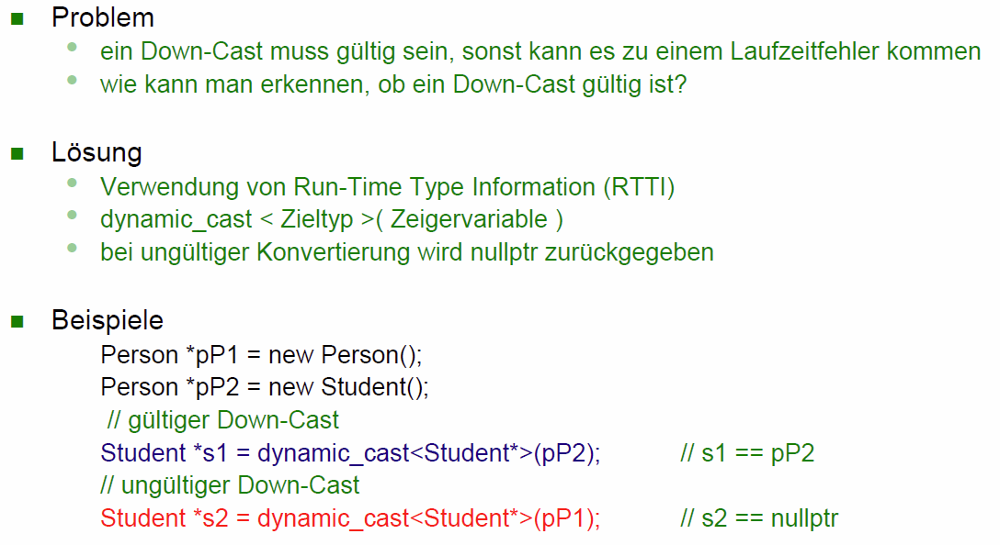 Problem
ein Down-Cast muss gültig sein, sonst kann es zu einem Laufzeitfehler kommen
wie kann man erkennen, ob ein Down-Cast gültig ist?
Lösung
Verwendung von Run-Time Type Information (RTTI)
dynamic_cast < Zieltyp >( Zeigervariable )
bei ungültiger Konvertierung wird nullptr zurückgegeben
Beispiele
Person *pP1 = new Person();
Person *pP2 = new Student();
// gültiger Down-Cast
Student *s1 = dynamic_cast<Student*>(pP2); // s1 == pP2
// ungültiger Down-Cast
Student *s2 = dynamic_cast<Student*>(pP1); // s2 == nullptr